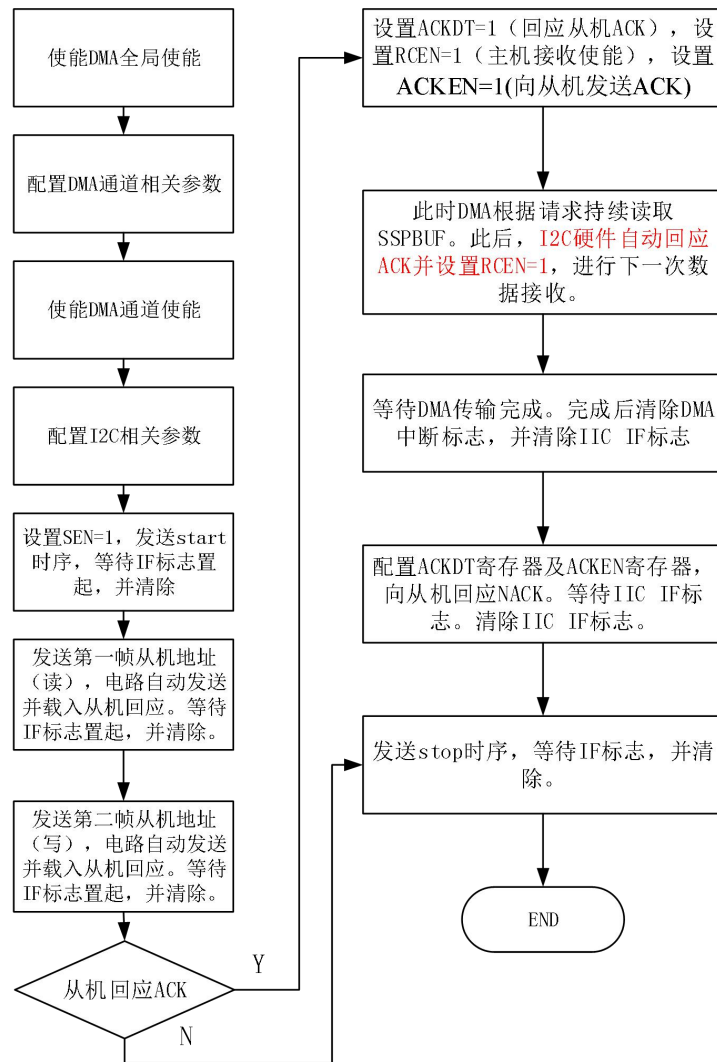 使能DMA全局使能
配置DMA通道相关参数
使能DMA通道使能
配置I2C相关参数
设置SEN=1，发送start
时序，等待IF标志置
起，并清除
发送第一帧从机地址
（读），电路自动发送
并载入从机回应。等待
IF标志置起，并清除。
发送第二帧从机地址
（写），电路自动发送
并载入从机回应。等待
IF标志置起，并清除。
从机回应ACK
Y
N
设置ACKDT=1（回应从机ACK），设
置RCEN=1（主机接收使能），设置
ACKEN=1(向从机发送ACK)
此时DMA根据请求持续读取
SSPBUF。此后，I2C硬件自动回应
ACK并设置RCEN=1，进行下一次数
据接收。
等待DMA传输完成。完成后清除DMA
中断标志，并清除IIC IF标志
配置ACKDT寄存器及ACKEN寄存器，
向从机回应NACK。等待IIC IF标
志。清除IIC IF标志。
发送stop时序，等待IF标志，并清
除。
END